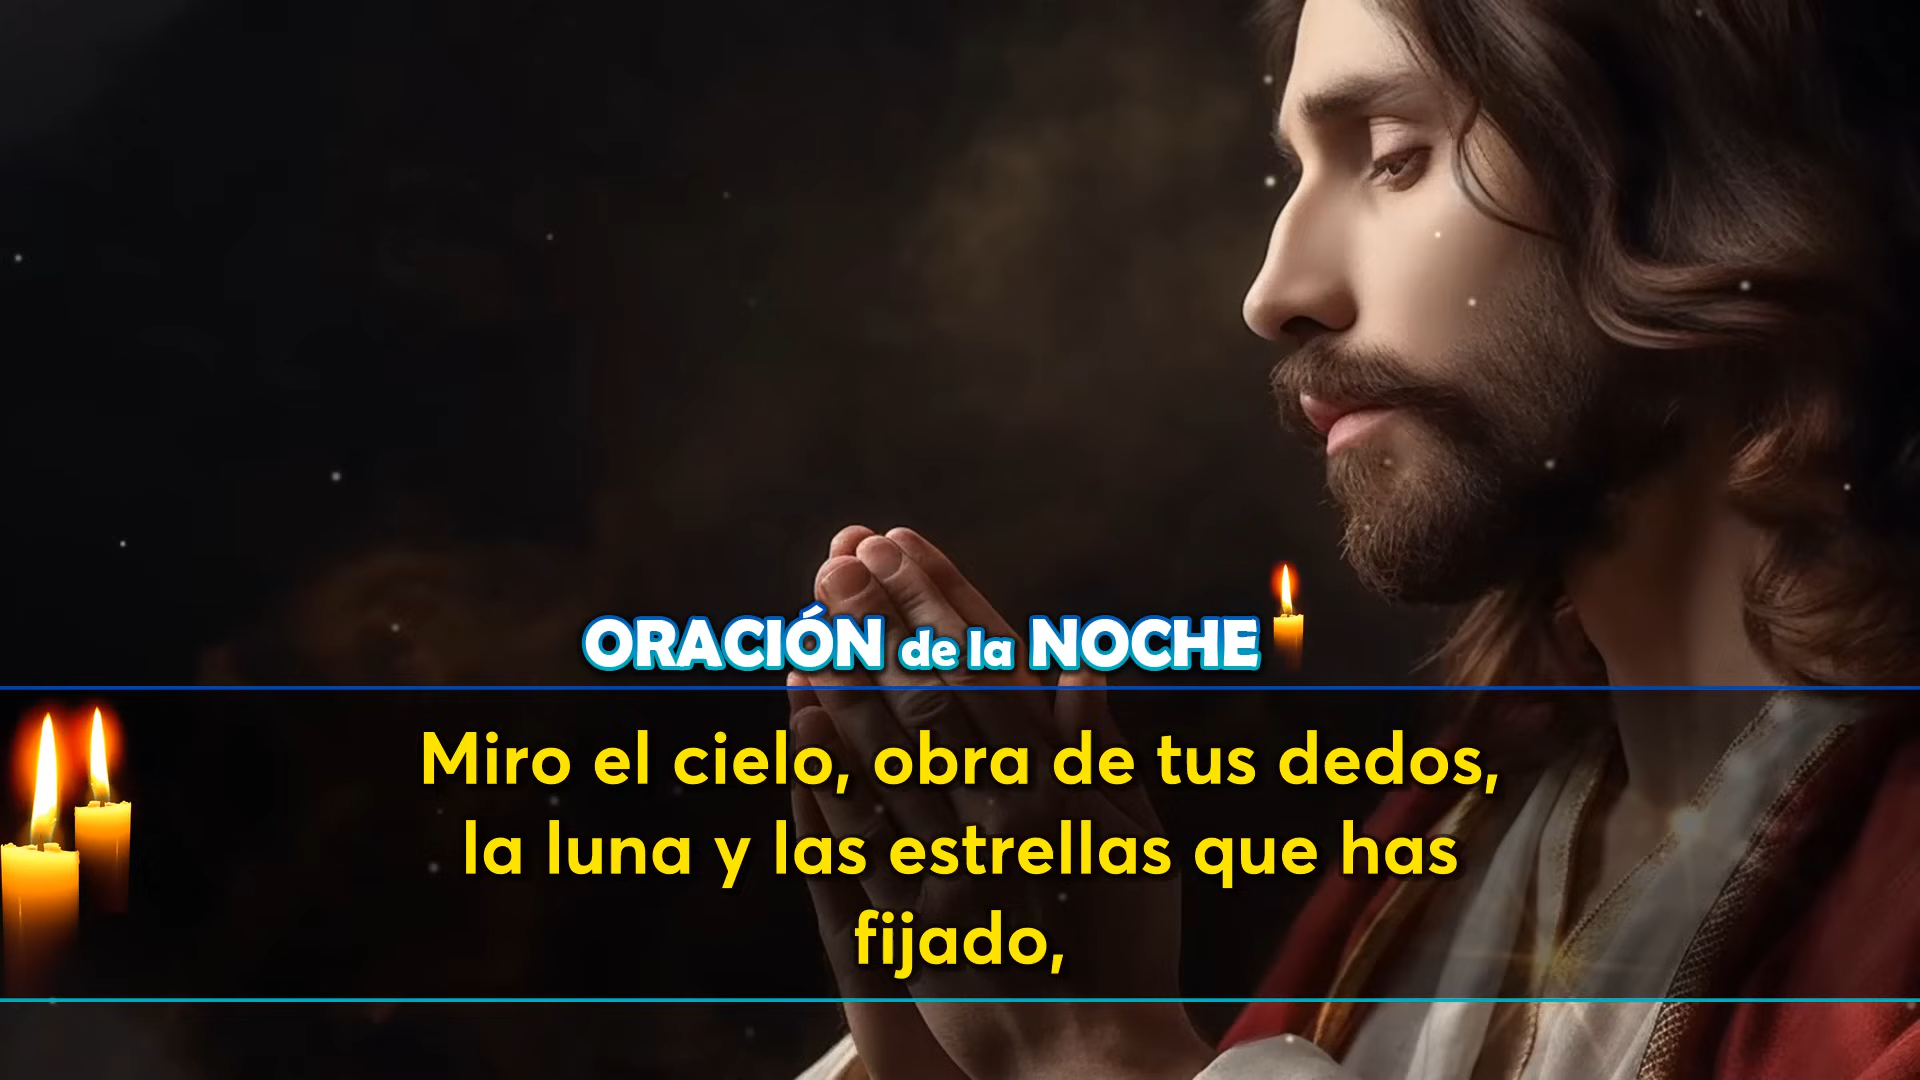 ORACIÓN de la NOCHE
Miro el cielo, obra de tus dedos,
la luna y las estrellas que has
fijado,